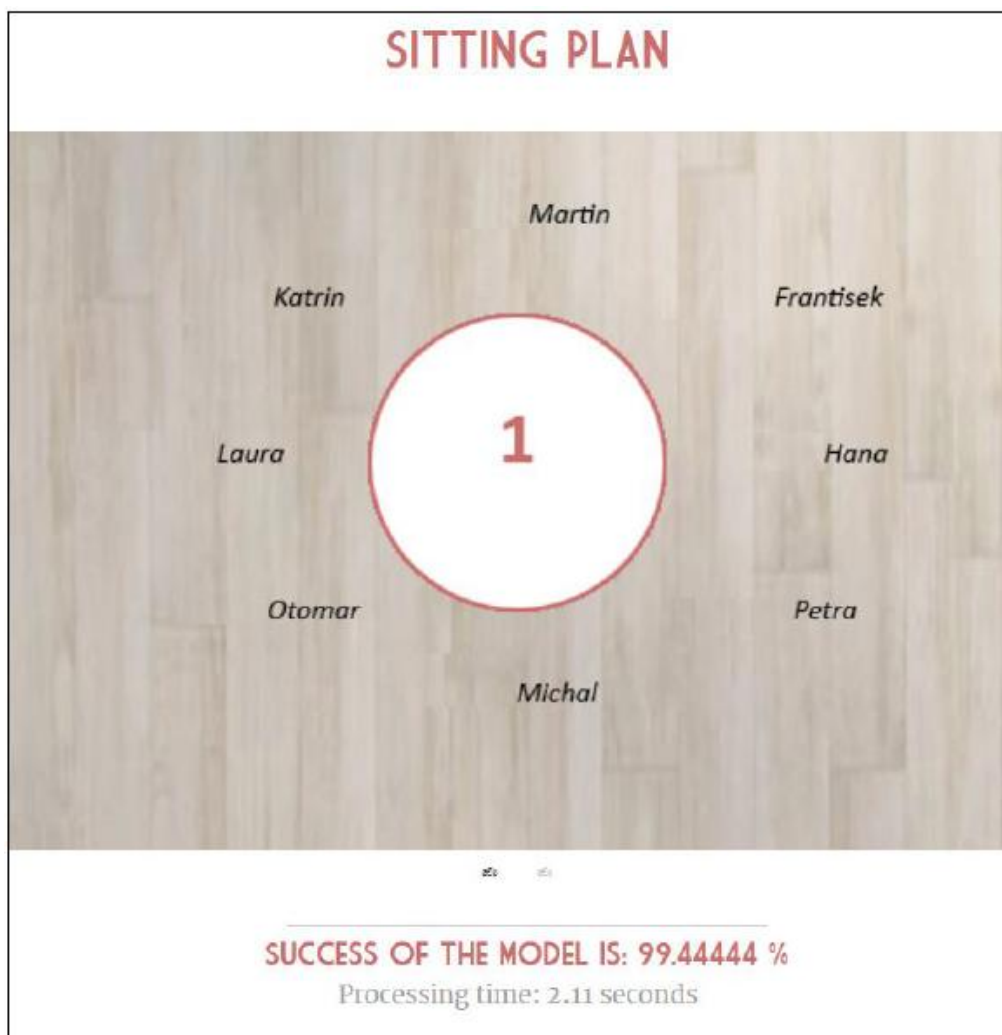 SITTING PLAN
Martin
Katrin
Frantisek
1
Laura
Hana
Otomar
Petra
Michal
SUCCESS OF THE MODEL IS: 99.44444 %
Processing time: 2.11 seconds